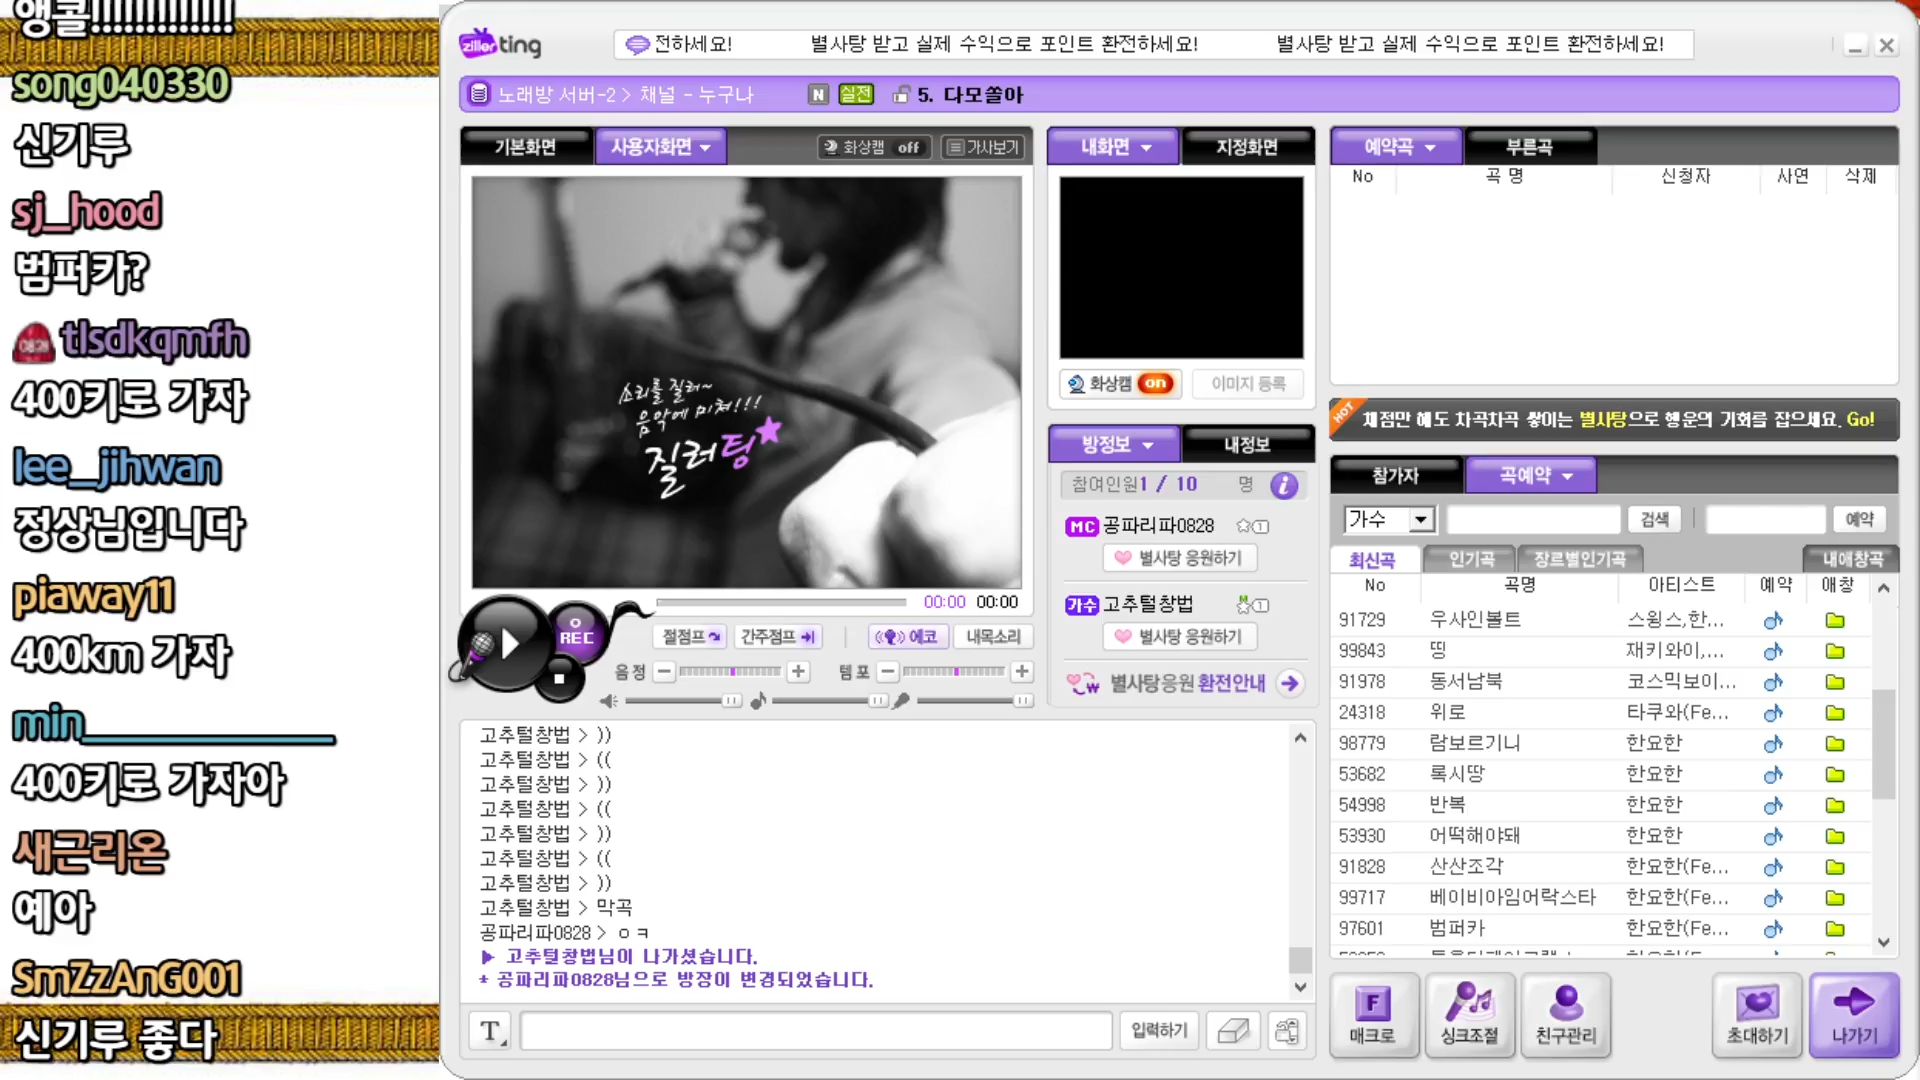 앵콜!!!!!!!!!!!!!
song040330
신기루
sj_hood
범퍼카?
tlsdkqmfh
400키로 가자
lee_jihwan
정상님입니다
piaway11
400km 가자
min______________
400키로 가자아
새근리온
예아
SmZzAnG001
신기루 좋다
ziller ting
전하세요! 별사탕 받고 실제 수익으로 포인트 환전하세요! 별사탕 받고 실제 수익으로 포인트 환전하세요!
노래방 서버-2 > 채널 - 누구나 N 실전 5. 다모쏠아
기본화면 사용자화면 화상캠 off 가사보기
소리를 질러~
음악에 미쳐!!!
질러팅
00:00 00:00
REC
절점프 간주점프 에코 내목소리
음정 템포
내화면 지정화면
화상캠 on 이미지 등록
방정보 내정보
참여인원 1 / 10 명
MC 공파리파0828 1
별사탕 응원하기
가수 고추털창법 1
별사탕 응원하기
별사탕응원 환전안내
고추털창법 > ))
고추털창법 > ((
고추털창법 > ))
고추털창법 > ((
고추털창법 > ))
고추털창법 > ((
고추털창법 > ))
고추털창법 > 막곡
공파리파0828 > ㅇㅋ
▶ 고추털창법님이 나가셨습니다.
* 공파리파0828님으로 방장이 변경되었습니다.
T 입력하기
예약곡 부른곡
No 곡 명 신청자 사연 삭제
HOT 채점만 해도 차곡차곡 쌓이는 별사탕으로 행운의 기회를 잡으세요. Go!
참가자 곡예약
가수 검색 예약
최신곡 인기곡 장르별인기곡 내애창곡
No 곡명 아티스트 예약 애창
91729 우사인볼트 스윙스,한...
99843 띵 재키와이,...
91978 동서남북 코스믹보이...
24318 위로 타쿠와(Fe...
98779 람보르기니 한요한
53682 록시땅 한요한
54998 반복 한요한
53930 어떡해야돼 한요한
91828 산산조각 한요한(Fe...
99717 베이비아임어락스타 한요한(Fe...
97601 범퍼카 한요한(Fe...
F 매크로 싱크조절 친구관리 초대하기 나가기